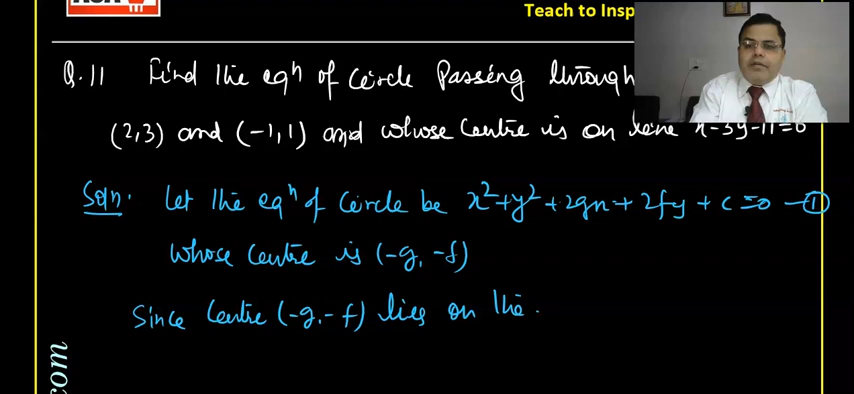 Teach to Insp
Q.11 Find the eqn of circle Passing through
(2,3) and (-1,1) and whose centre is on line x-3y-11=0
Soln. Let the eqn of circle be x²+y²+2gx+2fy+c=0 -①
whose centre is (-g, -f)
Since centre (-g,-f) lies on the.
.com